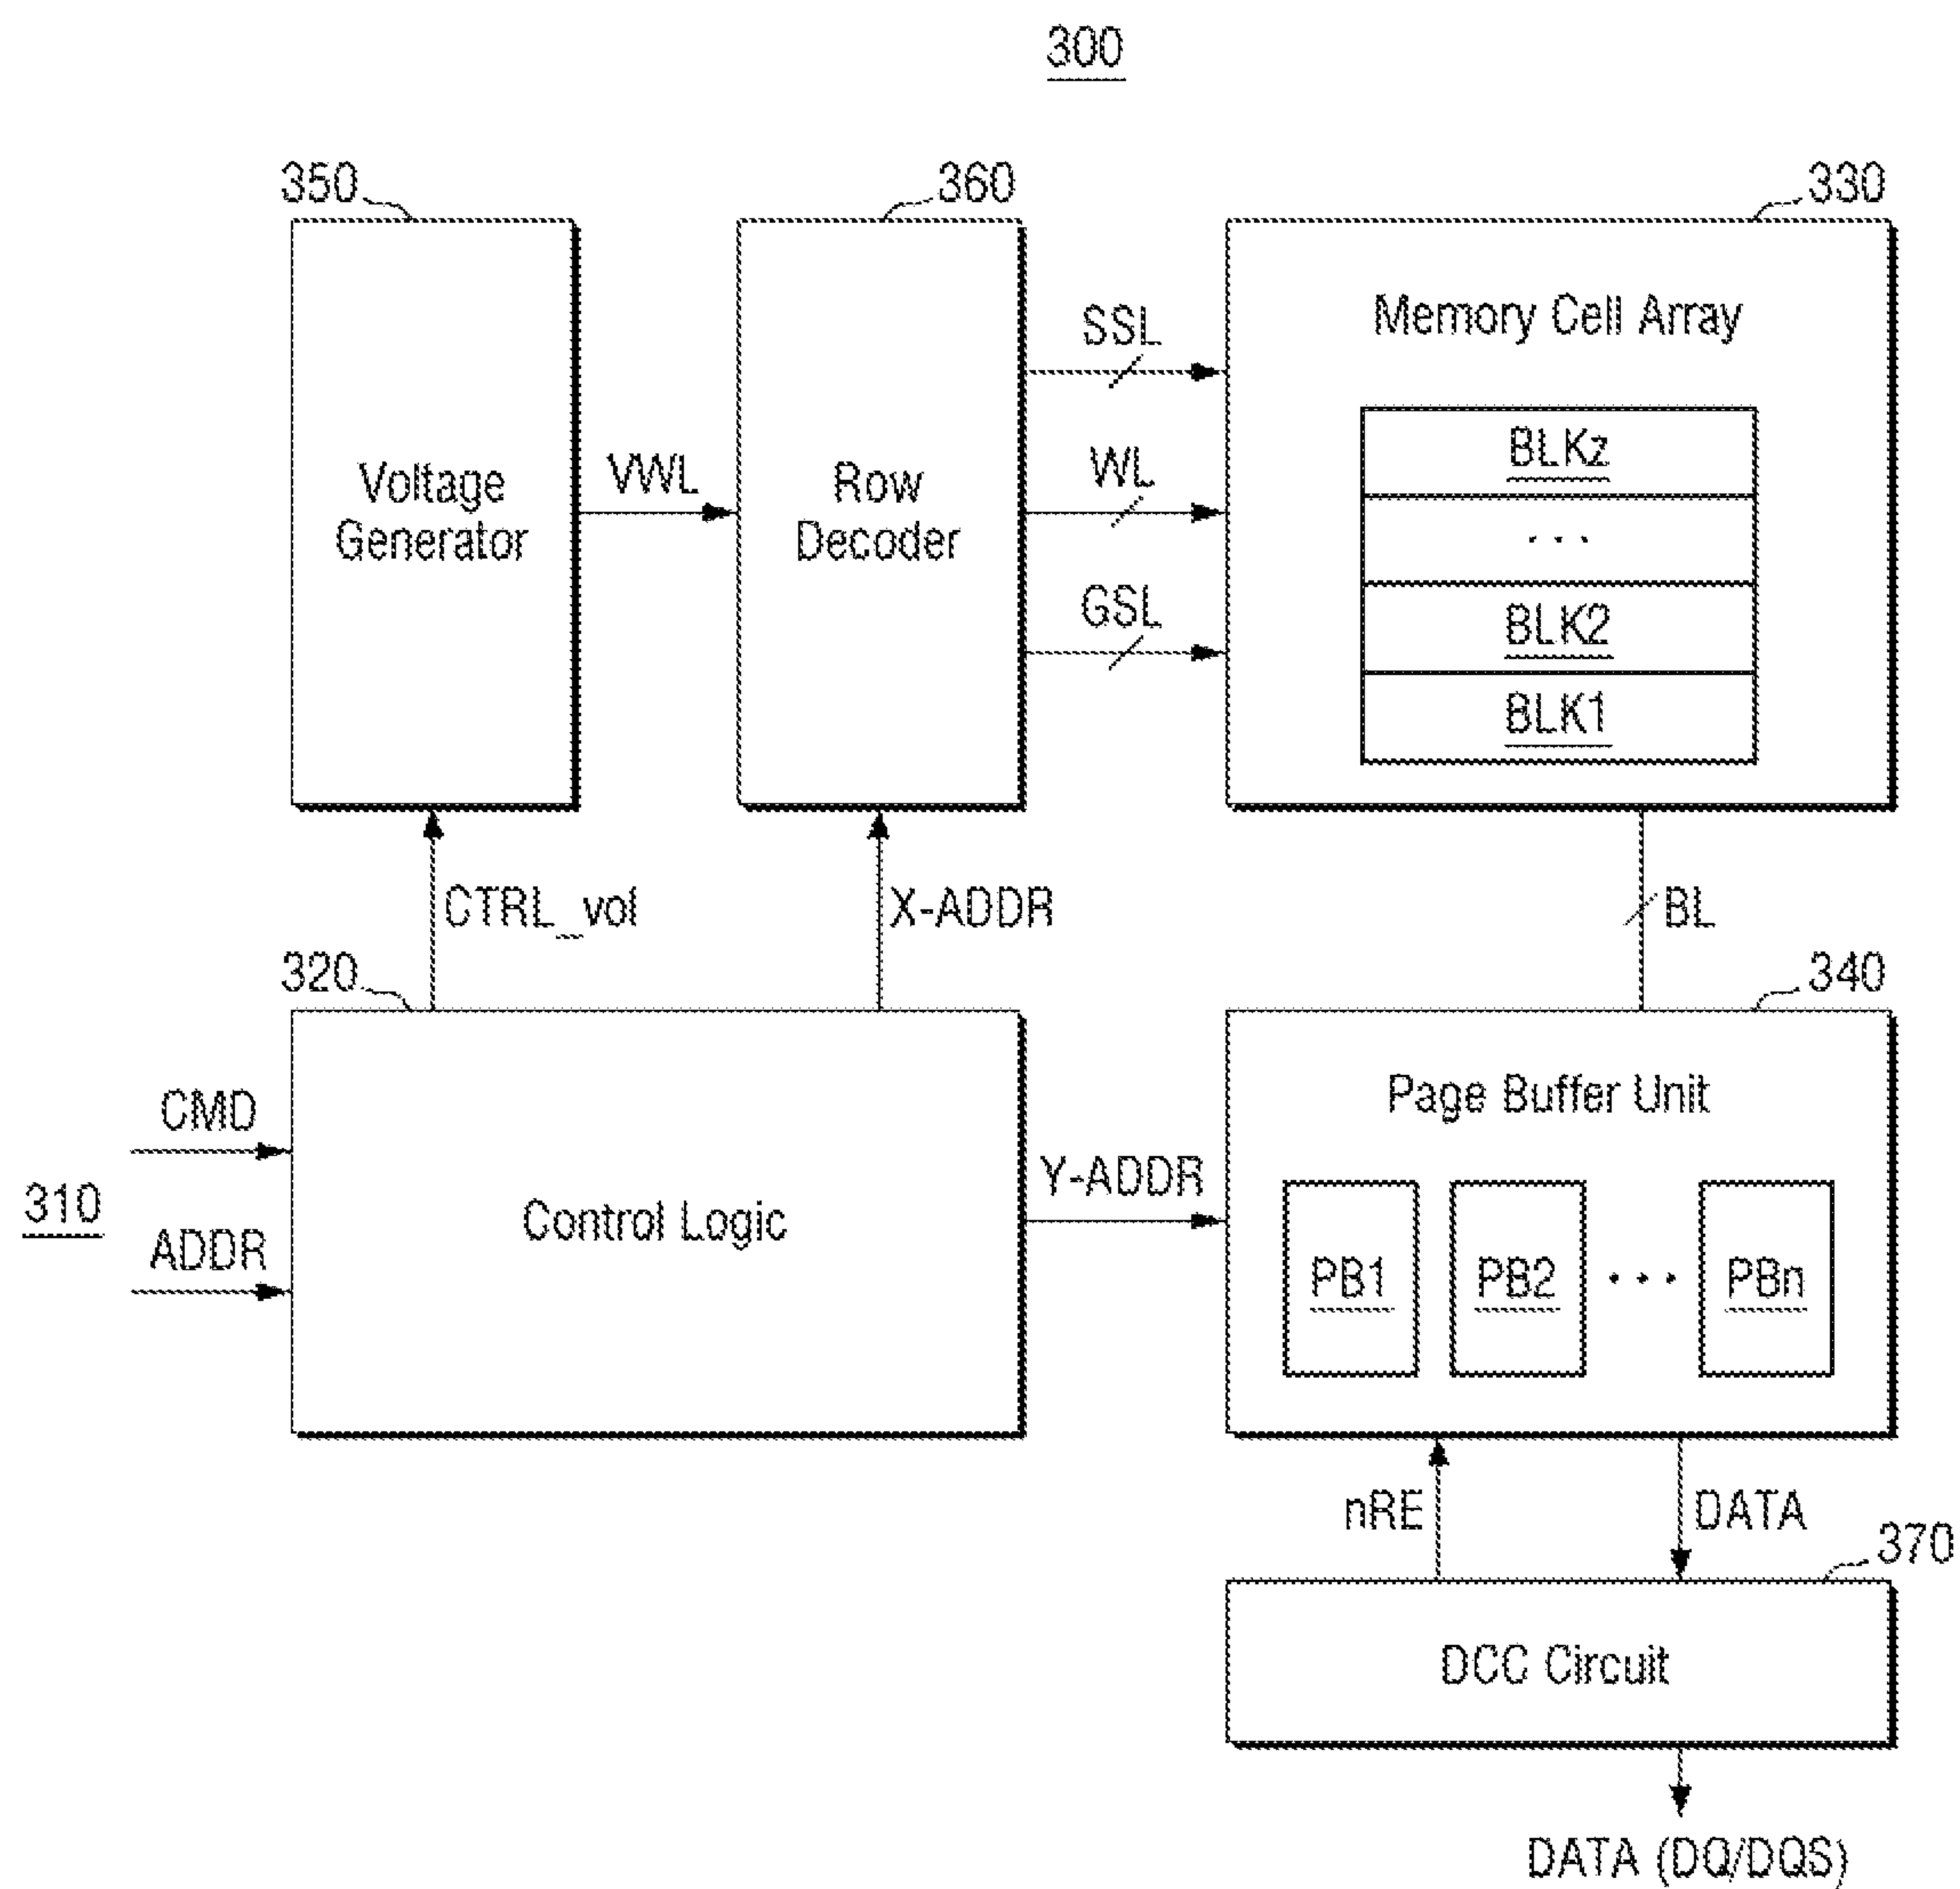 300
350
360
330
Voltage
Generator
VWL
Row
Decoder
SSL
WL
GSL
Memory Cell Array
BLKz
...
BLK2
BLK1
CTRL_vol
X-ADDR
BL
320
340
310
CMD
ADDR
Control Logic
Y-ADDR
Page Buffer Unit
PB1
PB2
...
PBn
nRE
DATA
370
DCC Circuit
DATA (DQ/DQS)